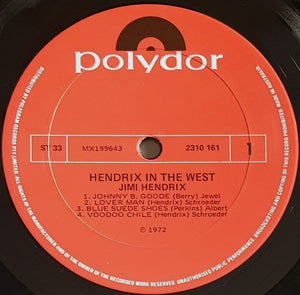 polydor
ST 33
MX199643
2310 161
1
HENDRIX IN THE WEST
JIMI HENDRIX
1. JOHNNY B. GOODE (Berry) Jewel
2. LOVER MAN (Hendrix) Schroeder
3. BLUE SUEDE SHOES (Perkins) Albert
4. VOODOO CHILE (Hendrix) Schroeder
℗ 1972
DISTRIBUTED BY POLYGRAM RECORDS PTY. LIMITED. ALL RIGHTS OF THE MANUFACTURER AND OF THE OWNER OF THE RECORDED WORK RESERVED. UNAUTHORISED PUBLIC PERFORMANCE, BROADCASTING AND COPYING OF THIS RECORD PROHIBITED. MADE IN AUSTRALIA.